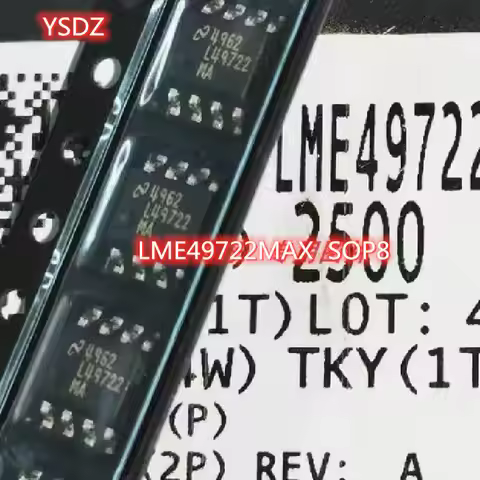 YSDZ
4962
L49722
MA
4962
L49722
MA
4962
L49722
MA
LME49722MAX SOP8
LME49722
2500
1T) LOT: 4
4W) TKY(1T
(P)
(2P) REV: A